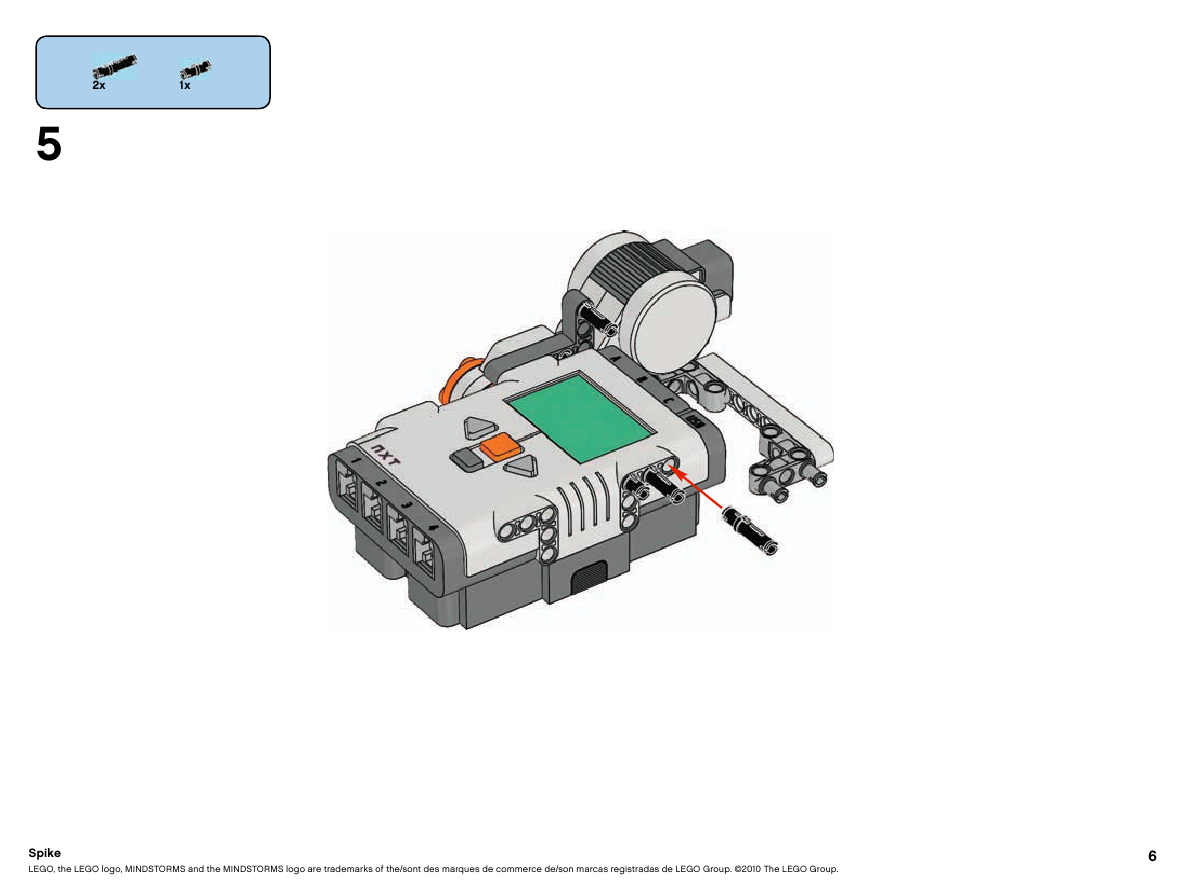 2x 1x
5
A
B
C
USB
NXT
1
2
3
4
Spike
LEGO, the LEGO logo, MINDSTORMS and the MINDSTORMS logo are trademarks of the/sont des marques de commerce de/son marcas registradas de LEGO Group. ©2010 The LEGO Group.
6